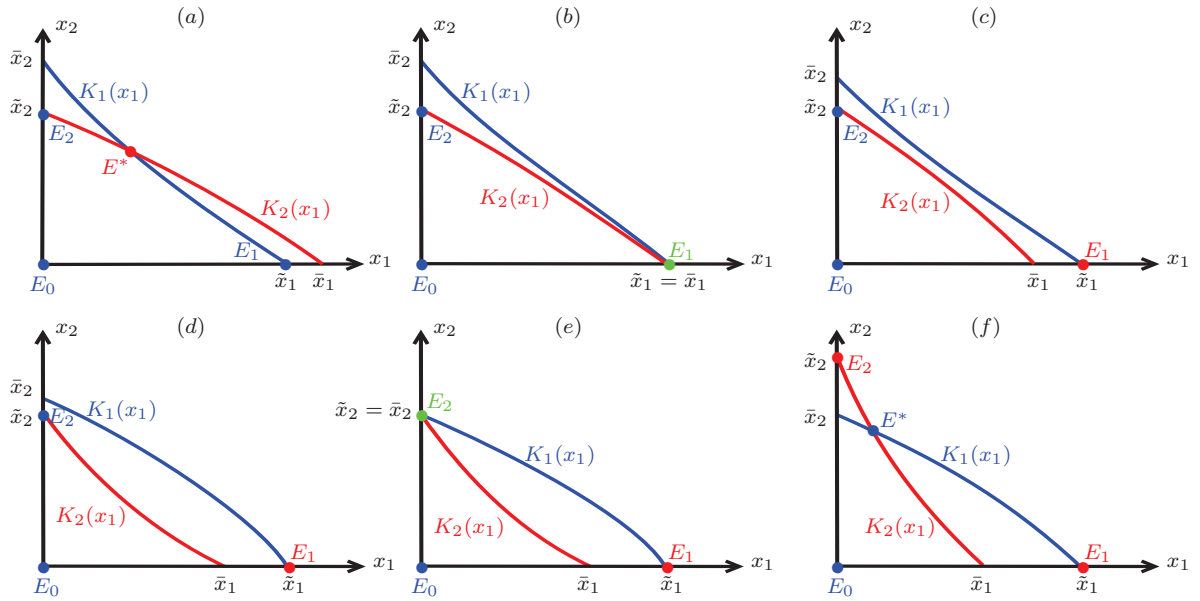 (a)
x₂
x̄₂
K₁(x₁)
x̃₂
E₂
E*
K₂(x₁)
E₁
x₁
E₀
x̃₁ x̄₁
(b)
x₂
x̄₂
K₁(x₁)
x̃₂
E₂
K₂(x₁)
E₁
x₁
E₀
x̃₁ = x̄₁
(c)
x₂
x̄₂
K₁(x₁)
x̃₂
E₂
K₂(x₁)
E₁
x₁
E₀
x̄₁ x̃₁
(d)
x₂
x̄₂
K₁(x₁)
x̃₂
E₂
K₂(x₁)
E₁
x₁
E₀
x̄₁ x̃₁
(e)
x₂
x̃₂ = x̄₂
E₂
K₁(x₁)
K₂(x₁)
E₁
x₁
E₀
x̄₁ x̃₁
(f)
x₂
x̃₂
E₂
x̄₂
E*
K₁(x₁)
K₂(x₁)
E₁
x₁
E₀
x̄₁ x̃₁